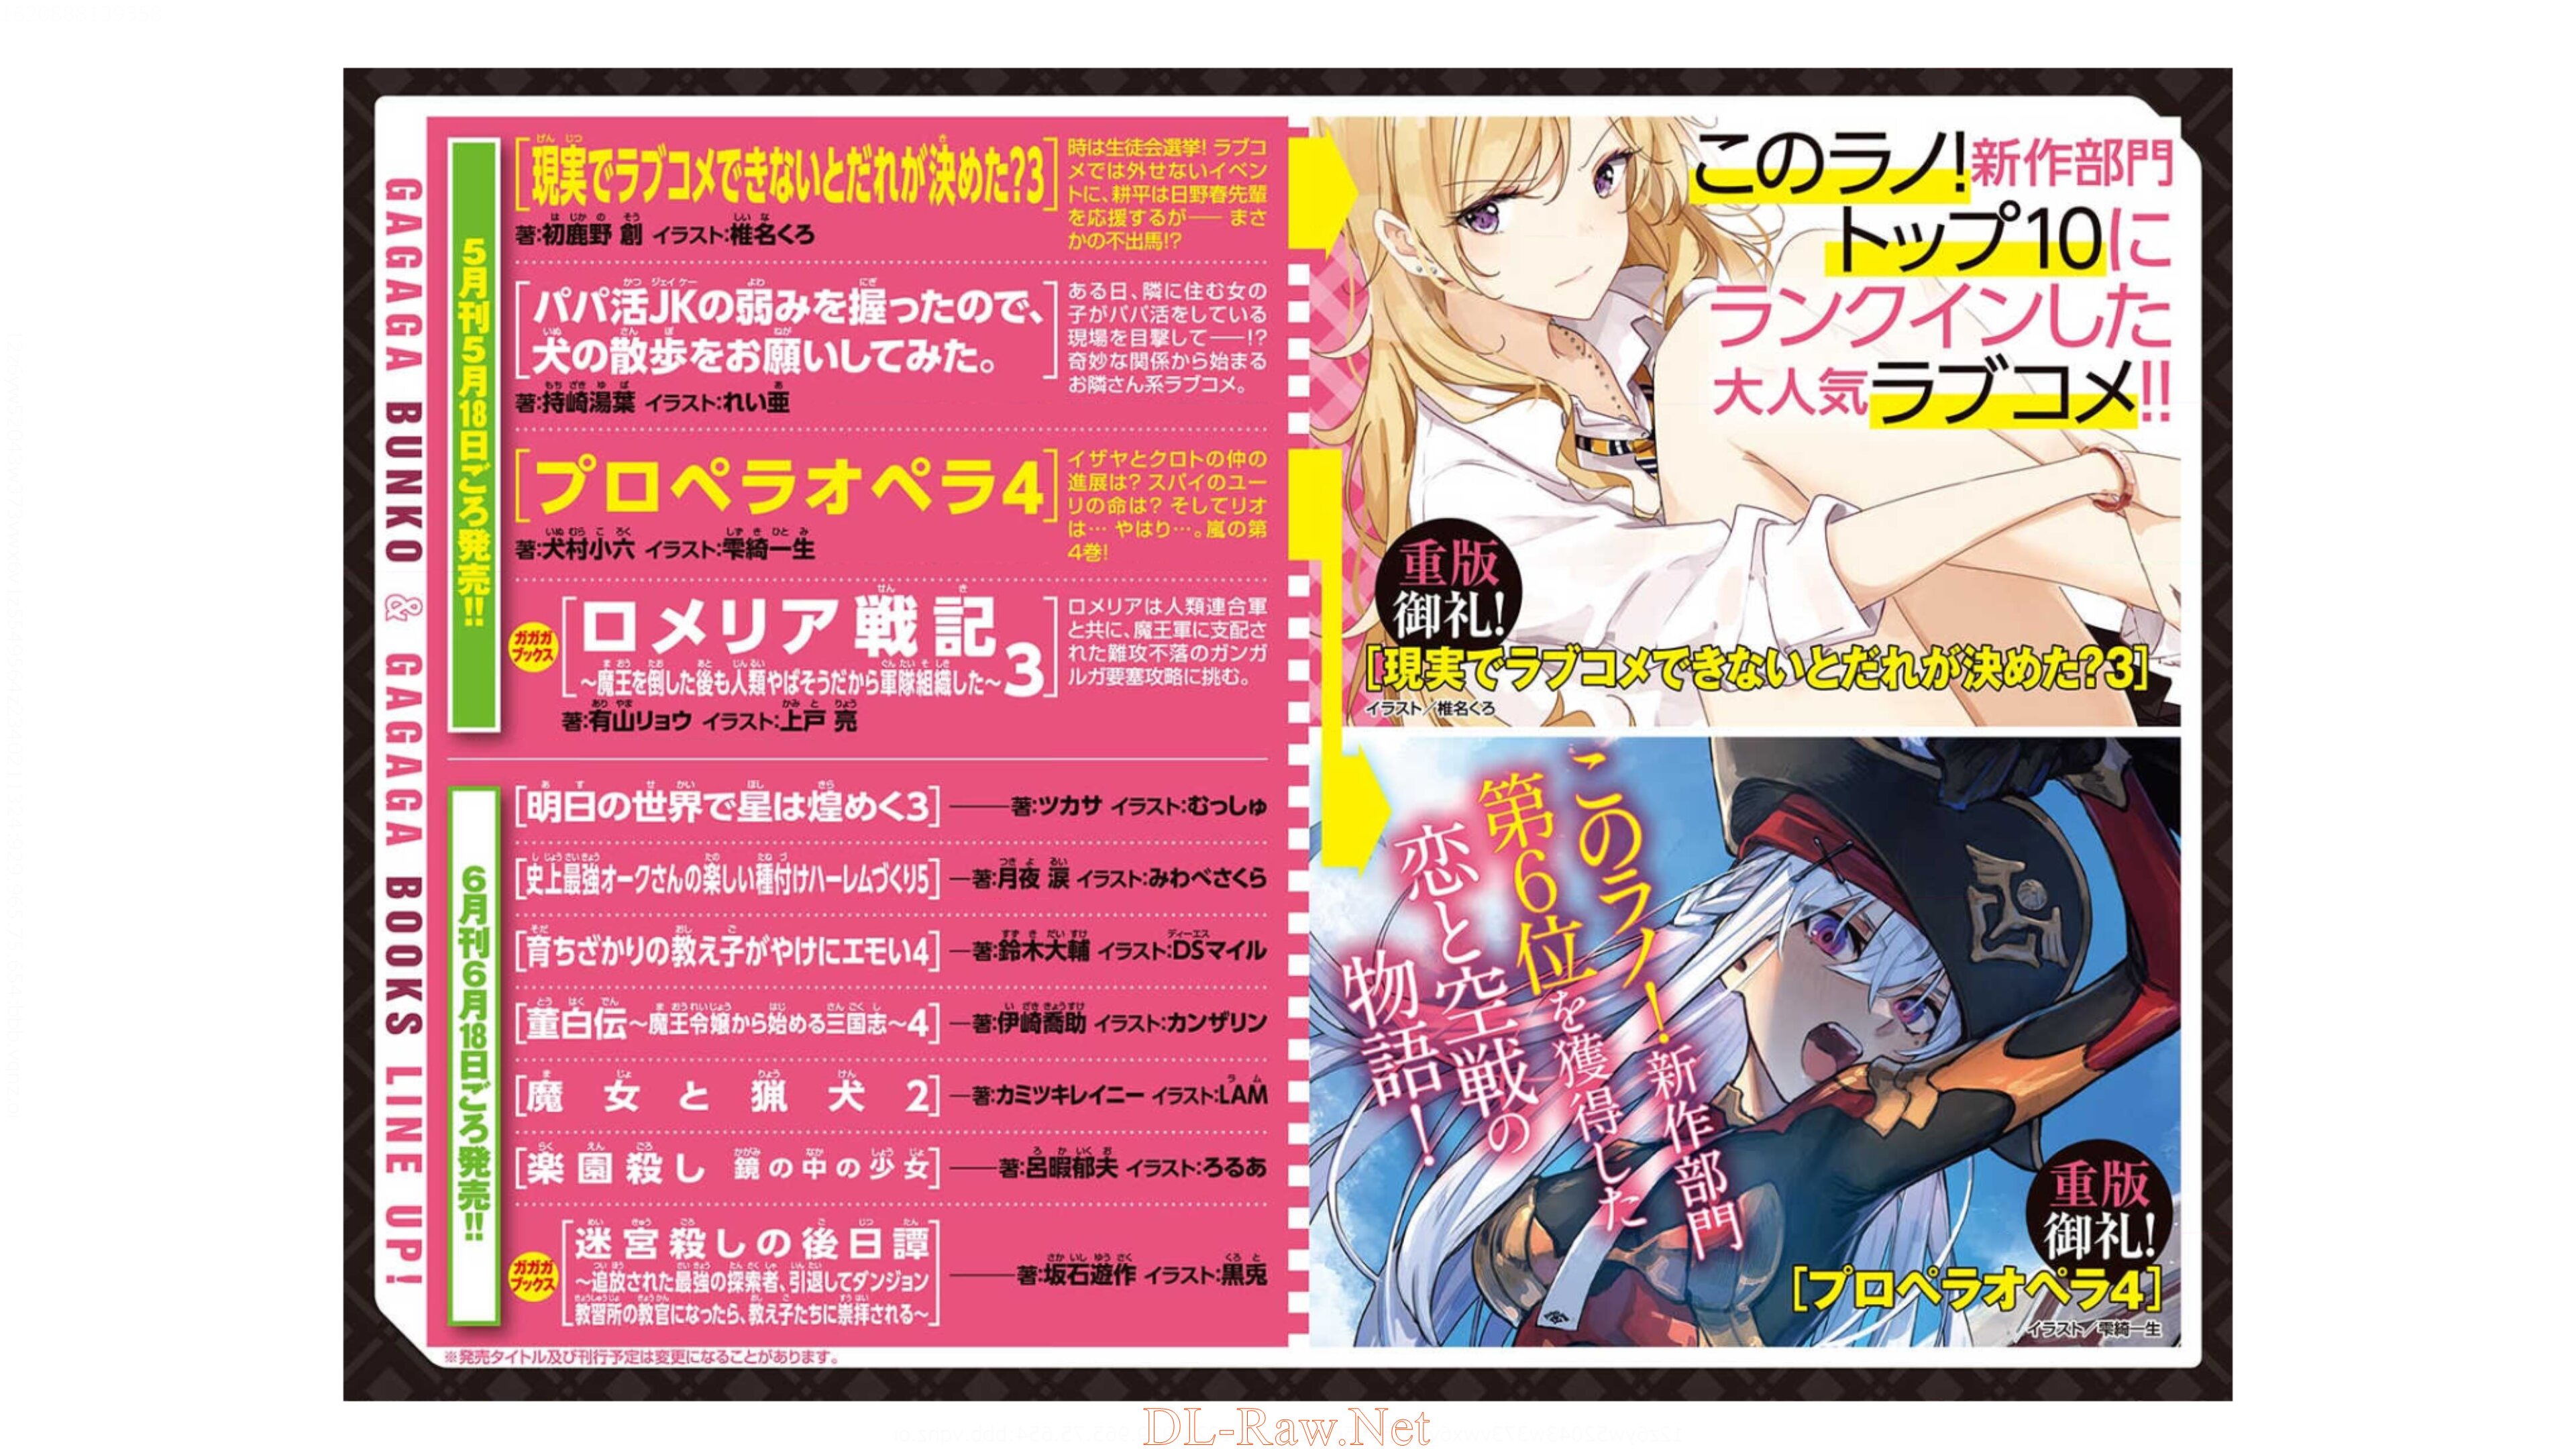 GAGAGA BUNKO & GAGAGA BOOKS LINE UP!
5月刊5月18日ごろ発売!!
[現実でラブコメできないとだれが決めた?3]
著:初鹿野 創 イラスト:椎名くろ
時は生徒会選挙! ラブコ
メでは外せないイベン
トに、耕平は日野春先輩
を応援するが── まさ
かの不出馬!?
[パパ活JKの弱みを握ったので、
犬の散歩をお願いしてみた。]
著:持崎湯葉 イラスト:れい亜
ある日、隣に住む女の
子がパパ活をしている
現場を目撃して──!?
奇妙な関係から始まる
お隣さん系ラブコメ。
[プロペラオペラ4]
著:犬村小六 イラスト:雫綺一生
イザヤとクロトの仲の
進展は? スパイのユー
リの命は? そしてリオ
は… やはり…。嵐の第
4巻!
ガガガ
ブックス
[ロメリア戦記
~魔王を倒した後も人類やばそうだから軍隊組織した~3]
著:有山リョウ イラスト:上戸 亮
ロメリアは人類連合軍
と共に、魔王軍に支配さ
れた難攻不落のガンガ
ルガ要塞攻略に挑む。
6月刊6月18日ごろ発売!!
[明日の世界で星は煌めく3]──著:ツカサ イラスト:むっしゅ
[史上最強オークさんの楽しい種付けハーレムづくり5]─著:月夜 涙 イラスト:みわべさくら
[育ちざかりの教え子がやけにエモい4]─著:鈴木大輔 イラスト:DSマイル
[董白伝~魔王令嬢から始める三国志~4]─著:伊崎喬助 イラスト:カンザリン
[魔女と猟犬2]─著:カミツキレイニー イラスト:LAM
[楽園殺し 鏡の中の少女]──著:呂暇郁夫 イラスト:ろるあ
ガガガ
ブックス
[迷宮殺しの後日譚
~追放された最強の探索者、引退してダンジョン
教習所の教官になったら、教え子たちに崇拝される~]
──著:坂石遊作 イラスト:黒兎
※発売タイトル及び刊行予定は変更になることがあります。
このラノ!新作部門
トップ10に
ランクインした
大人気ラブコメ!!
重版
御礼!
[現実でラブコメできないとだれが決めた?3]
イラスト/椎名くろ
このラノ!新作部門
第6位を獲得した
恋と空戦の
物語!
重版
御礼!
[プロペラオペラ4]
イラスト/雫綺一生
DL-Raw.Net